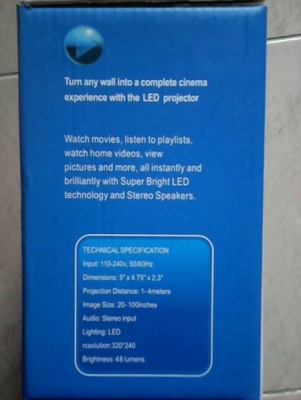 Turn any wall into a complete cinema
experience with the LED projector
Watch movies, listen to playlists,
watch home videos, view
pictures and more, all instantly and
brilliantly with Super Bright LED
technology and Stereo Speakers.
TECHNICAL SPECIFICATION
Input: 110-240v, 50/60Hz
Dimensions: 5" x 4.75" x 2.3"
Projection Distance: 1- 4meters
Image Size: 20- 100inches
Audio: Stereo input
Lighting: LED
rcsolution:320*240
Brightness: 48 lumens